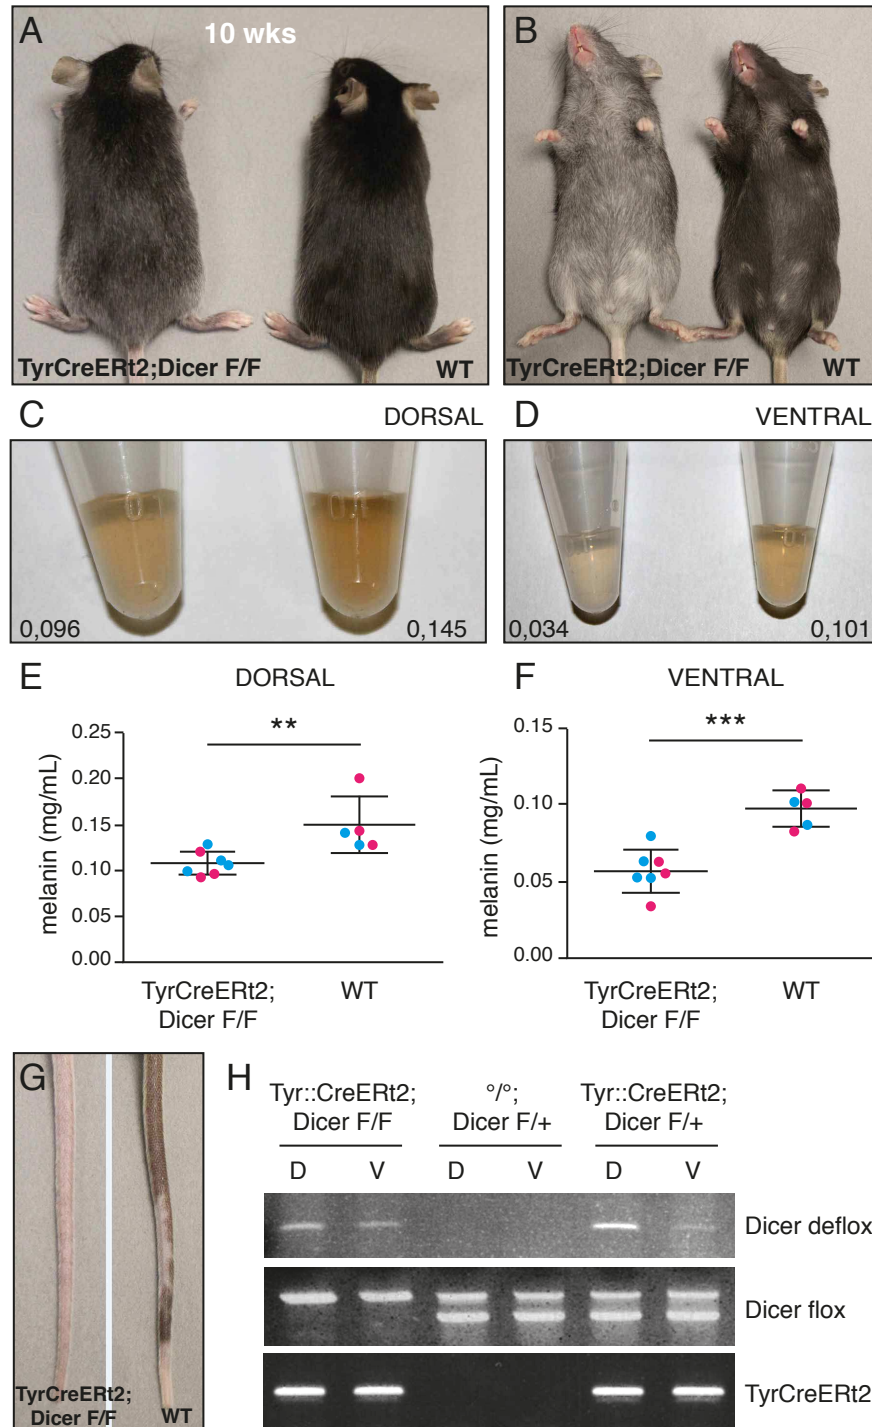 A
10 wks
TyrCreERt2;Dicer F/F
WT
B
TyrCreERt2;Dicer F/F
WT
C
DORSAL
0,096
0,145
D
VENTRAL
0,034
0,101
E
DORSAL
**
melanin (mg/mL)
0.25
0.20
0.15
0.10
0.05
0.00
TyrCreERt2;
Dicer F/F
WT
F
VENTRAL
***
melanin (mg/mL)
0.15
0.10
0.05
0.00
TyrCreERt2;
Dicer F/F
WT
G
TyrCreERt2;
Dicer F/F
WT
H
Tyr::CreERt2;
Dicer F/F
°/°;
Dicer F/+
Tyr::CreERt2;
Dicer F/+
D V D V D V
Dicer deflox
Dicer flox
TyrCreERt2